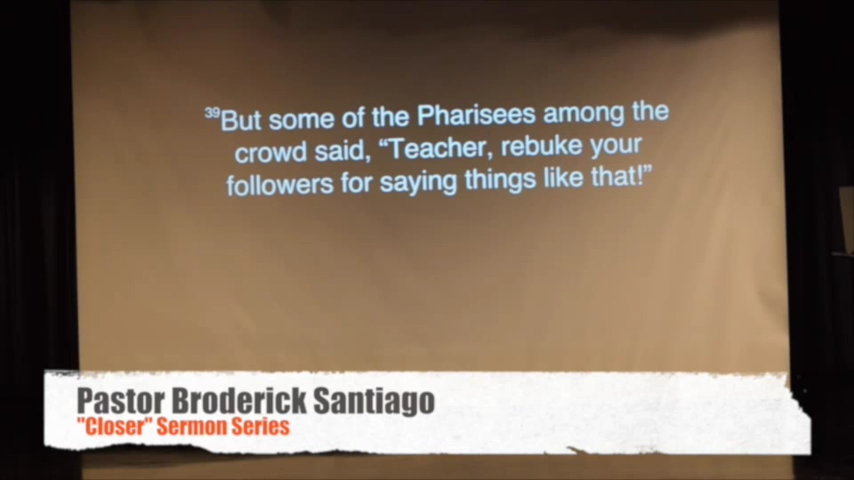 ³⁹But some of the Pharisees among the
crowd said, “Teacher, rebuke your
followers for saying things like that!”
Pastor Broderick Santiago
"Closer" Sermon Series